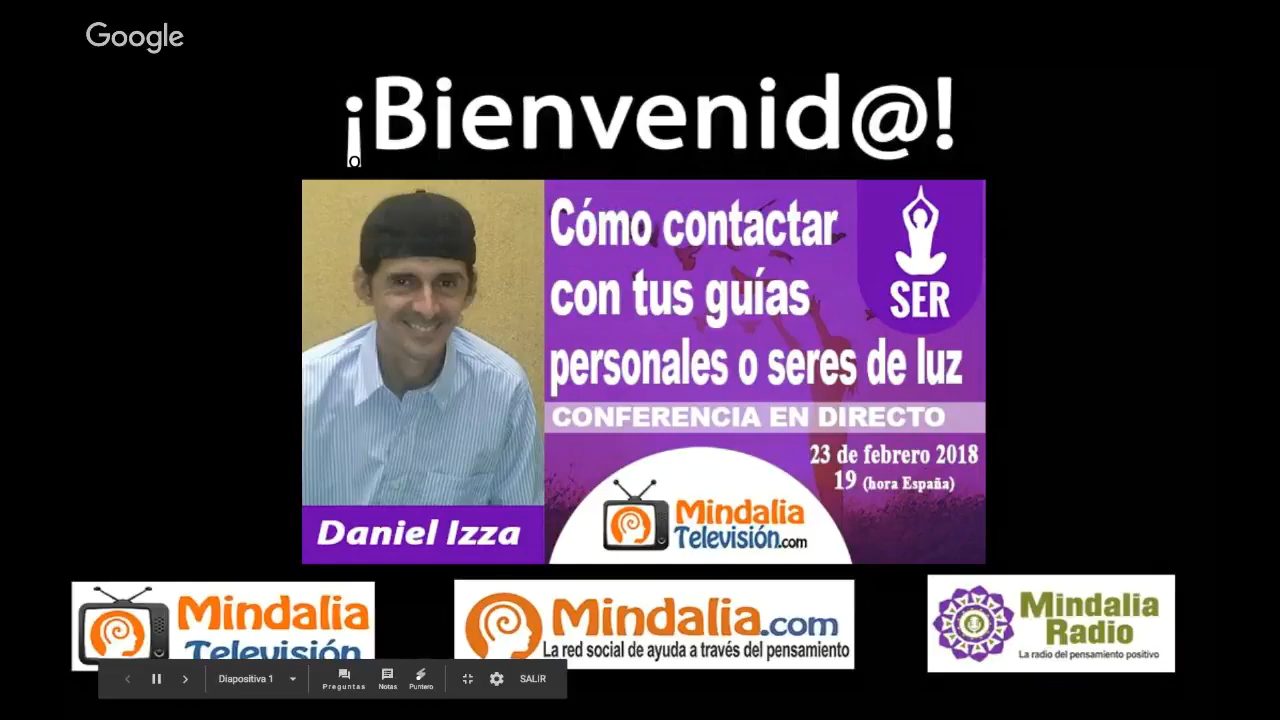 Google
¡Bienvenid@!
o
Cómo contactar
con tus guías
personales o seres de luz
SER
CONFERENCIA EN DIRECTO
23 de febrero 2018
19 (hora España)
Mindalia
Televisión.com
Daniel Izza
Mindalia
Televisión
Mindalia.com
La red social de ayuda a través del pensamiento
Mindalia
Radio
La radio del pensamiento positivo
Diapositiva 1
Preguntas
Notas
Puntero
SALIR